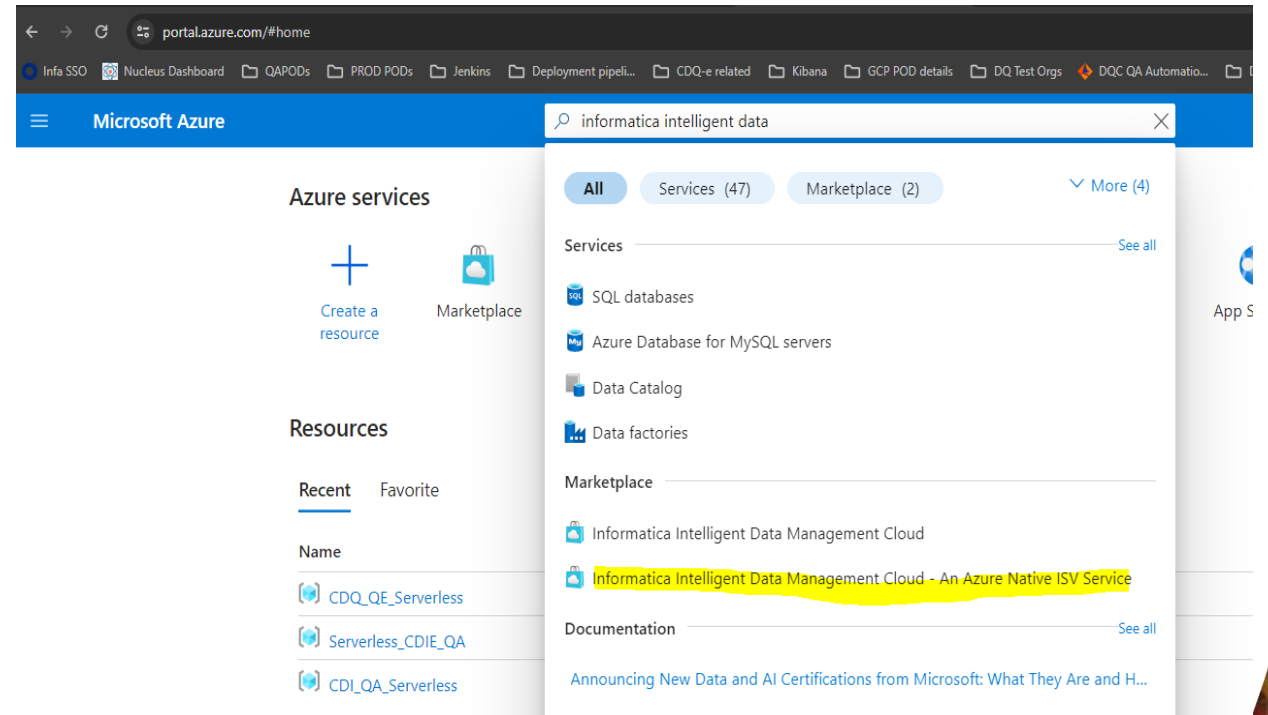 portal.azure.com/#home
Infa SSO Nucleus Dashboard QAPODs PROD PODs Jenkins Deployment pipeli... CDQ-e related Kibana GCP POD details DQ Test Orgs DQC QA Automatio...
Microsoft Azure
informatica intelligent data
All Services (47) Marketplace (2) More (4)
Azure services
Create a resource
Marketplace
App S
Services See all
SQL databases
Azure Database for MySQL servers
Data Catalog
Data factories
Marketplace
Informatica Intelligent Data Management Cloud
Informatica Intelligent Data Management Cloud - An Azure Native ISV Service
Documentation See all
Announcing New Data and AI Certifications from Microsoft: What They Are and H...
Resources
Recent Favorite
Name
CDQ_QE_Serverless
Serverless_CDIE_QA
CDI_QA_Serverless